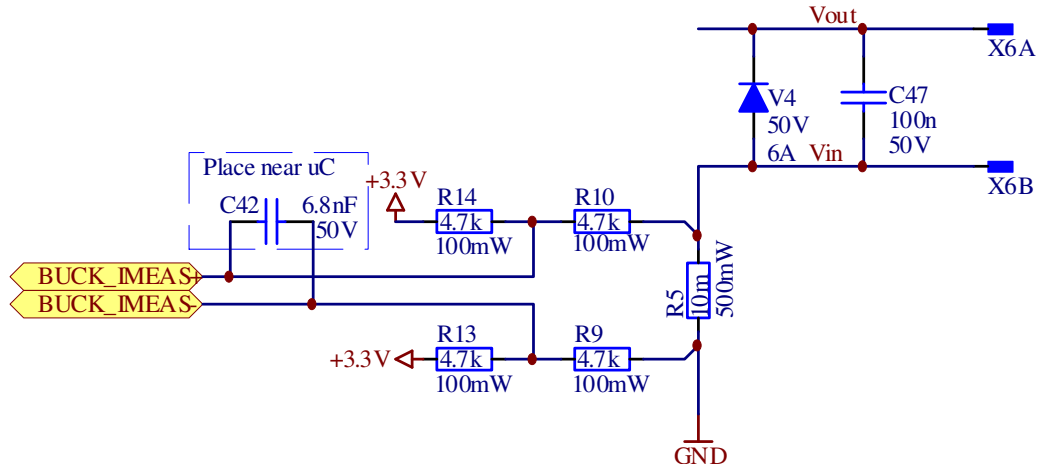 Vout
X6A
V4
50V
6A
C47
100n
50V
Vin
X6B
Place near uC
C42
6.8nF
50V
+3.3V
R14
4.7k
100mW
R10
4.7k
100mW
BUCK_IMEAS+
BUCK_IMEAS-
R5
10m
500mW
+3.3V
R13
4.7k
100mW
R9
4.7k
100mW
GND